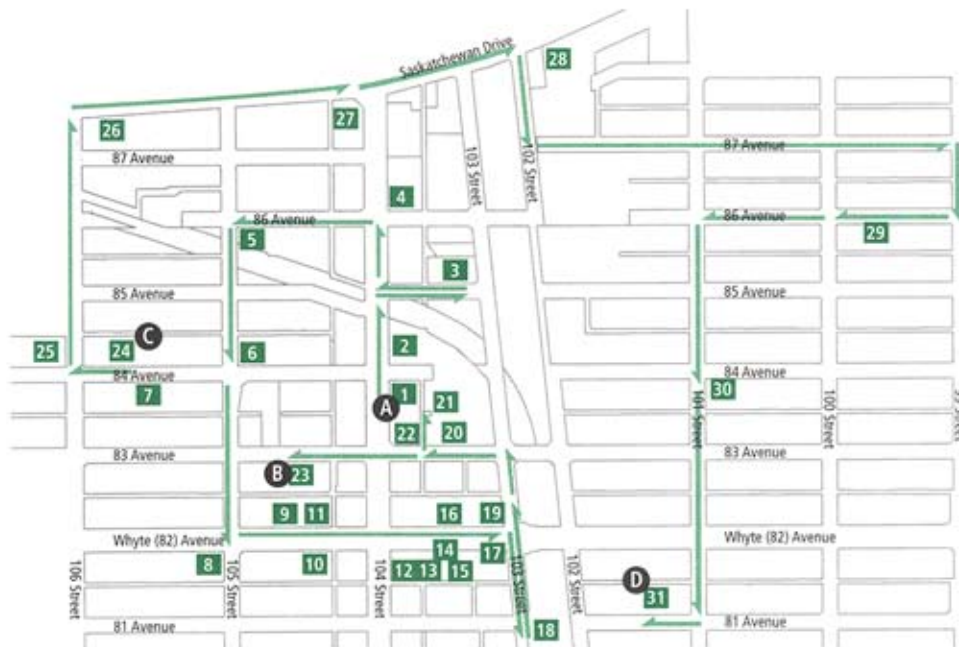 Saskatchewan Drive
28
26
27
87 Avenue
87 Avenue
103 Street
102 Street
4
86 Avenue
86 Avenue
5
29
3
85 Avenue
85 Avenue
C
25
24
6
2
84 Avenue
84 Avenue
7
1
A
21
30
22
20
101 Street
100 Street
83 Avenue
83 Avenue
B
23
9
11
16
19
Whyte (82) Avenue
Whyte (82) Avenue
8
10
14
17
12
13
15
D
31
106 Street
105 Street
104 Street
103 Street
102 Street
81 Avenue
18
81 Avenue